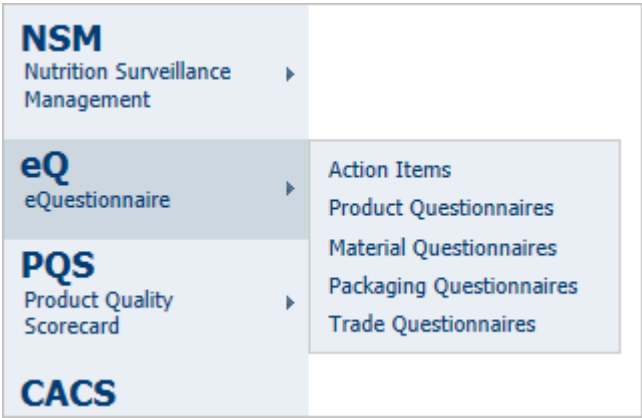 NSM
Nutrition Surveillance
Management
eQ
eQuestionnaire
Action Items
Product Questionnaires
Material Questionnaires
Packaging Questionnaires
Trade Questionnaires
PQS
Product Quality
Scorecard
CACS